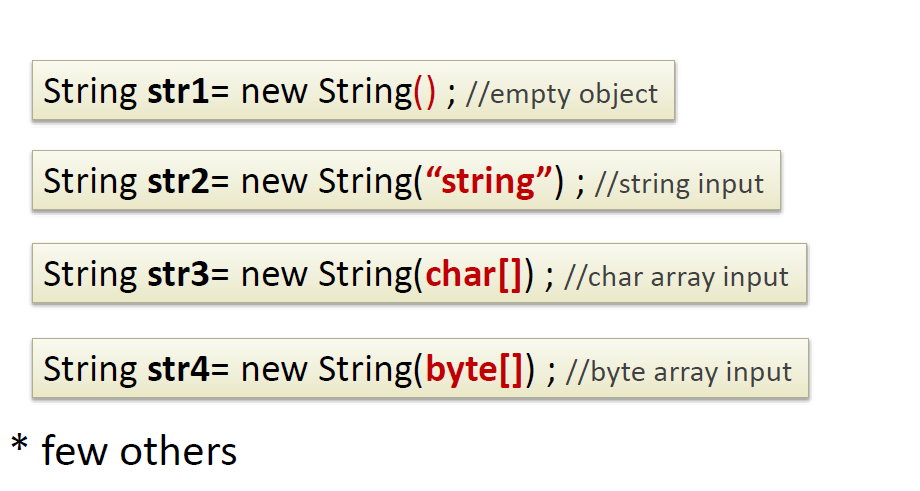 String str1= new String() ; //empty object
String str2= new String(“string”) ; //string input
String str3= new String(char[]) ; //char array input
String str4= new String(byte[]) ; //byte array input
* few others